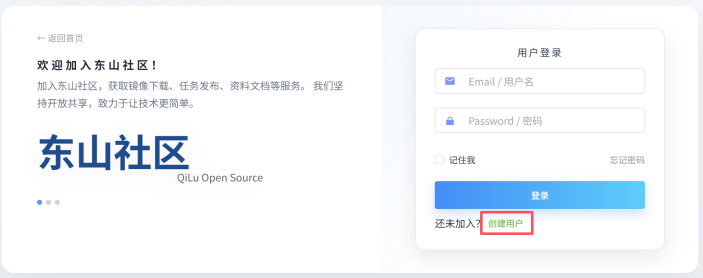 ← 返回首页
欢迎加入东山社区！
加入东山社区，获取镜像下载、任务发布、资料文档等服务。 我们坚
持开放共享，致力于让技术更简单。
东山社区
QiLu Open Source
用户登录
Email / 用户名
Password / 密码
记住我 忘记密码
登录
还未加入? 创建用户